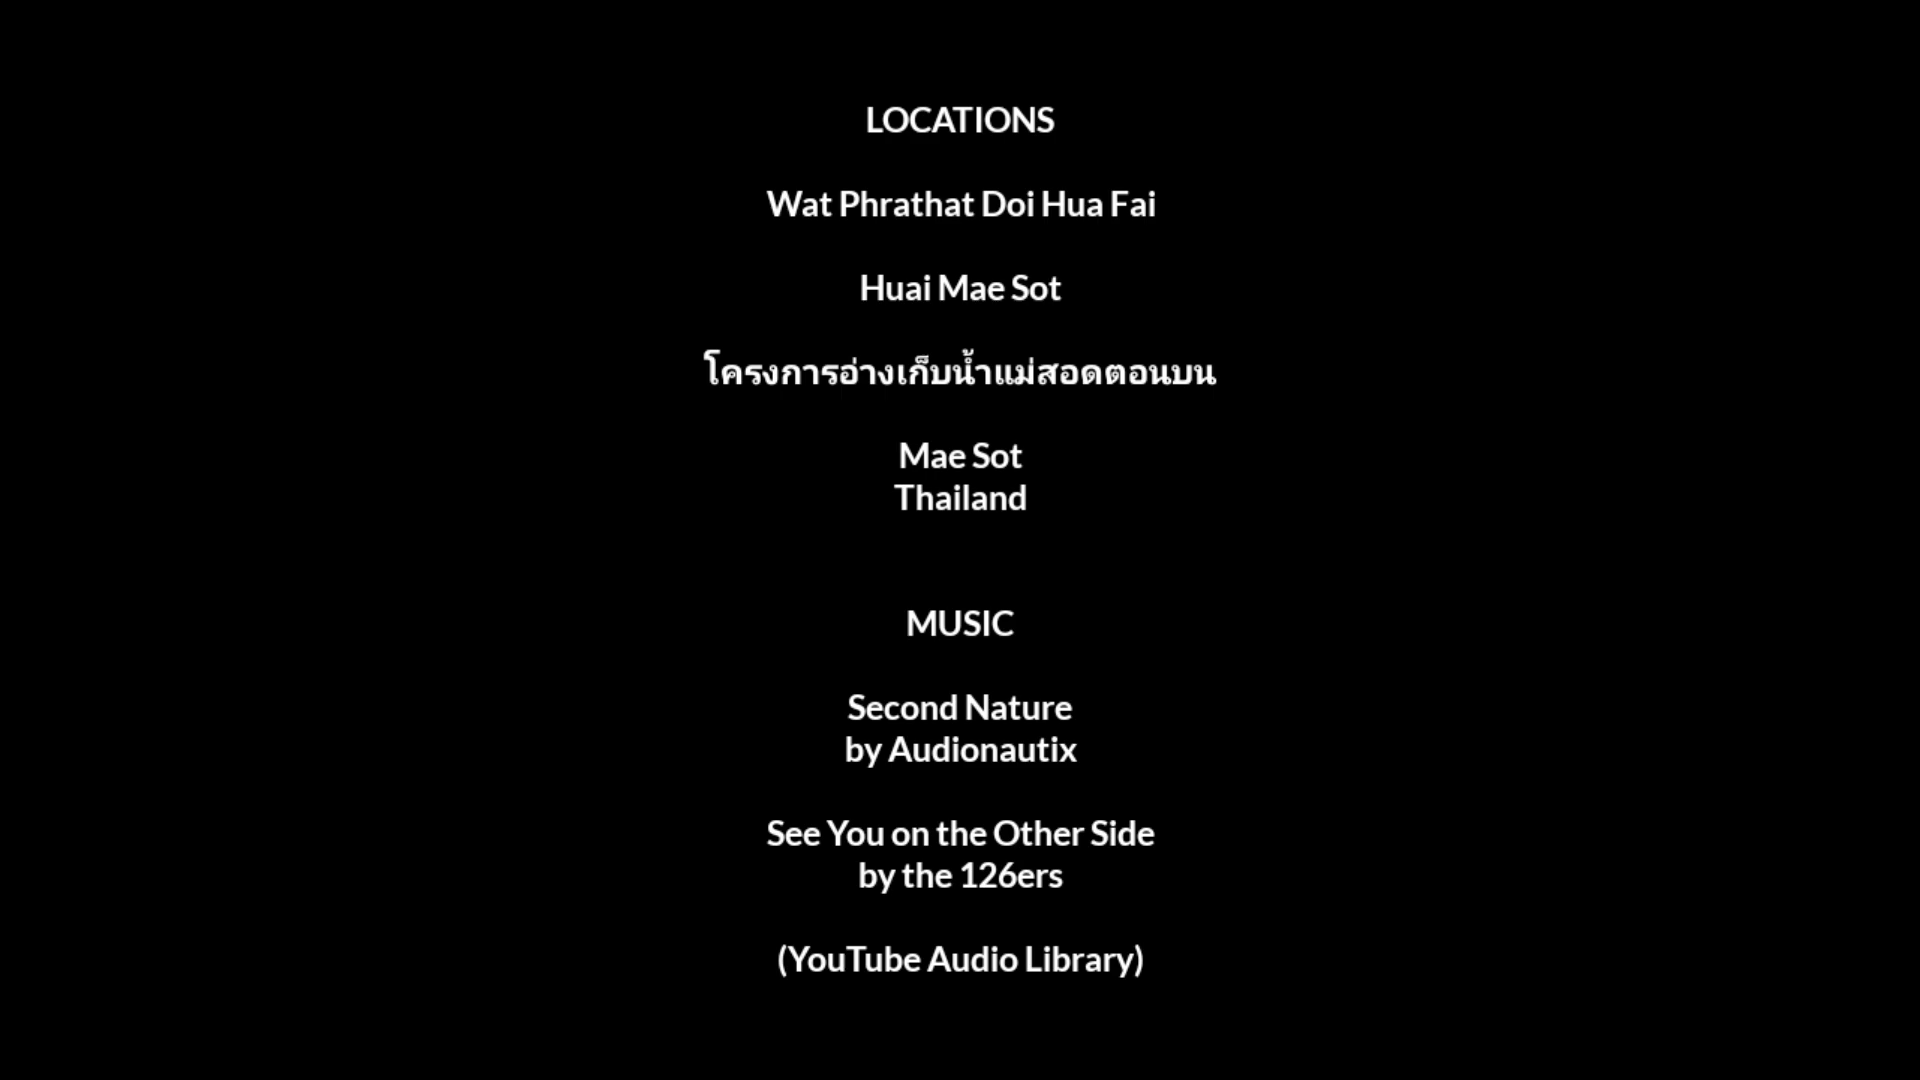 LOCATIONS
Wat Phrathat Doi Hua Fai
Huai Mae Sot
โครงการอ่างเก็บน้ำแม่สอดตอนบน
Mae Sot
Thailand
MUSIC
Second Nature
by Audionautix
See You on the Other Side
by the 126ers
(YouTube Audio Library)